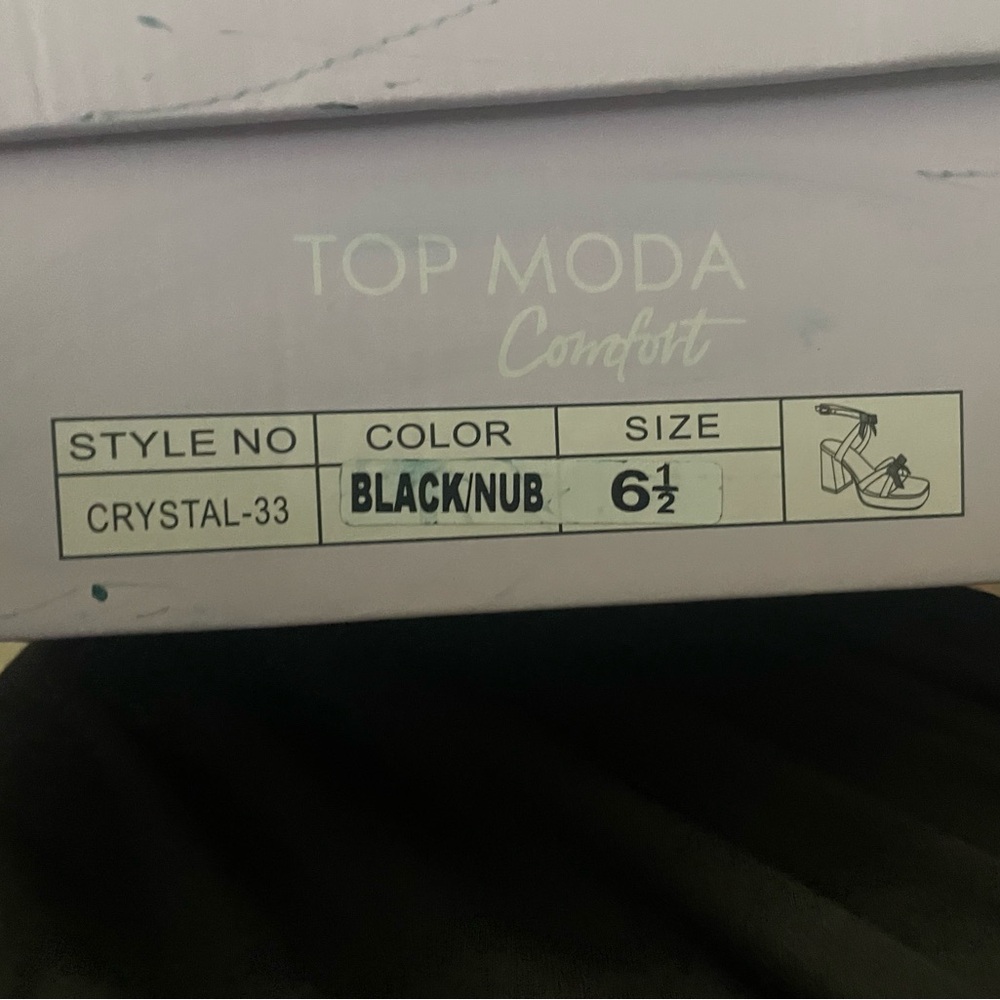 TOP MODA
Comfort
STYLE NO COLOR SIZE
CRYSTAL-33 BLACK/NUB 6½